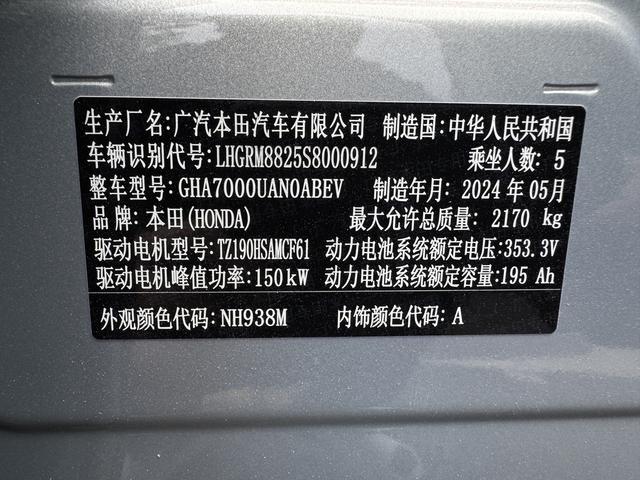 生产厂名:广汽本田汽车有限公司 制造国:中华人民共和国
车辆识别代号:LHGRM8825S8000912 乘坐人数: 5
整车型号:GHA7000UAN0ABEV 制造年月: 2024 年 05月
品 牌:本田(HONDA) 最大允许总质量: 2170 kg
驱动电机型号:TZ190HSAMCF61 动力电池系统额定电压:353.3V
驱动电机峰值功率:150kW 动力电池系统额定容量:195 Ah
外观颜色代码:NH938M 内饰颜色代码: A